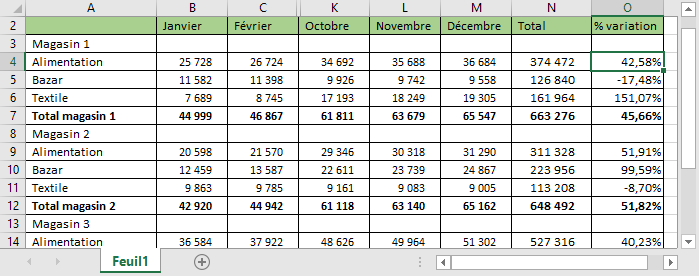 A B C K L M N O
2 Janvier Février Octobre Novembre Décembre Total % variation
3 Magasin 1
4 Alimentation 25 728 26 724 34 692 35 688 36 684 374 472 42,58%
5 Bazar 11 582 11 398 9 926 9 742 9 558 126 840 -17,48%
6 Textile 7 689 8 745 17 193 18 249 19 305 161 964 151,07%
7 Total magasin 1 44 999 46 867 61 811 63 679 65 547 663 276 45,66%
8 Magasin 2
9 Alimentation 20 598 21 570 29 346 30 318 31 290 311 328 51,91%
10 Bazar 12 459 13 587 22 611 23 739 24 867 223 956 99,59%
11 Textile 9 863 9 785 9 161 9 083 9 005 113 208 -8,70%
12 Total magasin 2 42 920 44 942 61 118 63 140 65 162 648 492 51,82%
13 Magasin 3
14 Alimentation 36 584 37 922 48 626 49 964 51 302 527 316 40,23%
Feuil1